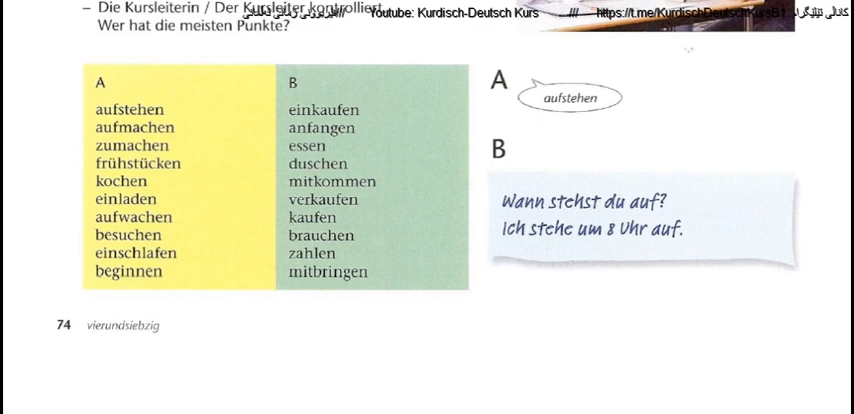 – Die Kursleiterin / Der Kursleiter kontrolliert.
Wer hat die meisten Punkte?
Youtube: Kurdisch-Deutsch Kurs
https://t.me/KurdischDeutschKursB1
A
aufstehen
aufmachen
zumachen
frühstücken
kochen
einladen
aufwachen
besuchen
einschlafen
beginnen
B
einkaufen
anfangen
essen
duschen
mitkommen
verkaufen
kaufen
brauchen
zahlen
mitbringen
A
aufstehen
B
Wann stehst du auf?
Ich stehe um 8 Uhr auf.
74 vierundsiebzig